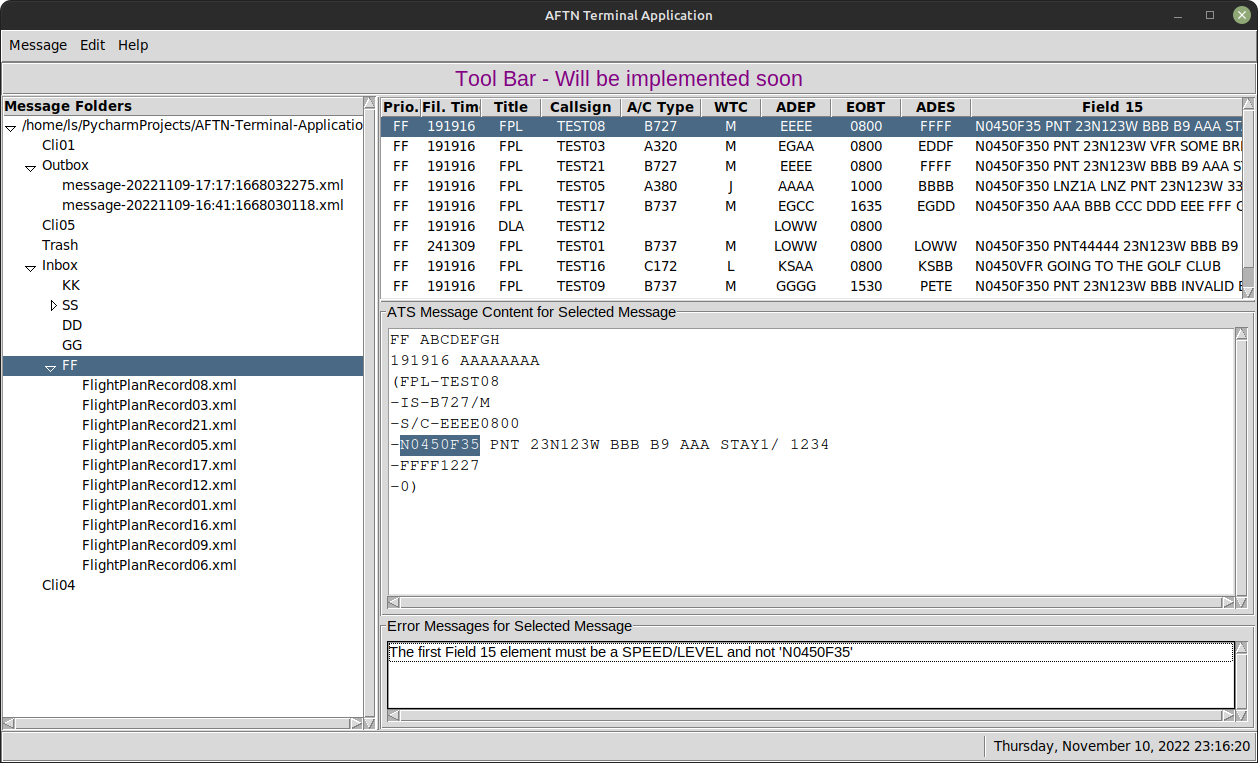 AFTN Terminal Application
Message Edit Help
Tool Bar - Will be implemented soon
Message Folders
/home/ls/PycharmProjects/AFTN-Terminal-Applicatio
Cli01
Outbox
message-20221109-17:17:1668032275.xml
message-20221109-16:41:1668030118.xml
Cli05
Trash
Inbox
KK
SS
DD
GG
FF
FlightPlanRecord08.xml
FlightPlanRecord03.xml
FlightPlanRecord21.xml
FlightPlanRecord05.xml
FlightPlanRecord17.xml
FlightPlanRecord12.xml
FlightPlanRecord01.xml
FlightPlanRecord16.xml
FlightPlanRecord09.xml
FlightPlanRecord06.xml
Cli04
Prio. Fil. Tim Title Callsign A/C Type WTC ADEP EOBT ADES Field 15
FF 191916 FPL TEST08 B727 M EEEE 0800 FFFF N0450F35 PNT 23N123W BBB B9 AAA ST
FF 191916 FPL TEST03 A320 M EGAA 0800 EDDF N0450F350 PNT 23N123W VFR SOME BRI
FF 191916 FPL TEST21 B727 M EEEE 0800 FFFF N0450F350 PNT 23N123W BBB B9 AAA S
FF 191916 FPL TEST05 A380 J AAAA 1000 BBBB N0450F350 LNZ1A LNZ PNT 23N123W 33
FF 191916 FPL TEST17 B737 M EGCC 1635 EGDD N0450F350 AAA BBB CCC DDD EEE FFF G
FF 191916 DLA TEST12 LOWW 0800
FF 241309 FPL TEST01 B737 M LOWW 0800 LOWW N0450F350 PNT44444 23N123W BBB B9
FF 191916 FPL TEST16 C172 L KSAA 0800 KSBB N0450VFR GOING TO THE GOLF CLUB
FF 191916 FPL TEST09 B737 M GGGG 1530 PETE N0450F350 PNT 23N123W BBB INVALID
ATS Message Content for Selected Message
FF ABCDEFGH
191916 AAAAAAAA
(FPL-TEST08
-IS-B727/M
-S/C-EEEE0800
-N0450F35 PNT 23N123W BBB B9 AAA STAY1/ 1234
-FFFF1227
-0)
Error Messages for Selected Message
The first Field 15 element must be a SPEED/LEVEL and not 'N0450F35'
Thursday, November 10, 2022 23:16:20